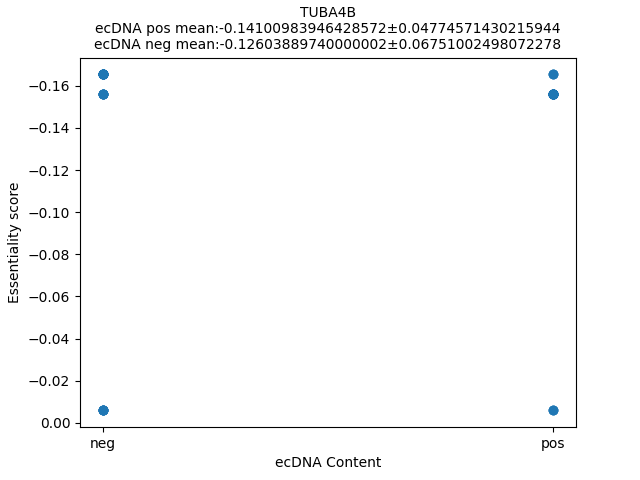 TUBA4B
ecDNA pos mean:-0.14100983946428572±0.04774571430215944
ecDNA neg mean:-0.12603889740000002±0.06751002498072278
−0.16
−0.14
−0.12
−0.10
−0.08
−0.06
−0.04
−0.02
0.00
Essentiality score
neg
pos
ecDNA Content